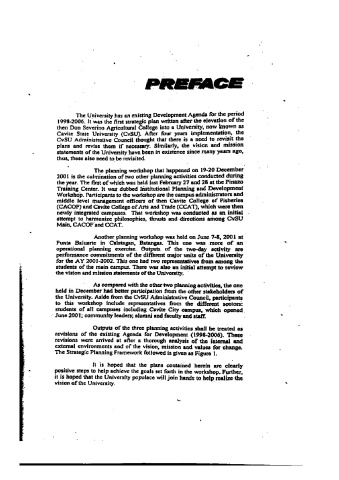 PREFACE
The University has an existing Development Agenda for the period
1998-2006. It was the first strategic plan written after the elevation of the
then Don Severino Agricultural College into a University, now known as
Cavite State University (CvSU). After four years implementation, the
CvSU Administrative Council thought that there is a need to revisit the
plans and revise them if necessary. Similarly, the vision and mission
statements of the University have been in existence since many years ago,
thus, these also need to be revisited.
The planning workshop that happened on 19-20 December
2001 is the culmination of two other planning activities conducted during
the year. The first of which was held last February 27 and 28 at the
Training Center. It was dubbed Institutional Planning and Development
Workshop. Participants to the workshop are the campus administrators and
middle level management officers of then Cavite College of Fisheries
(CACOF) and Cavite College of Arts and Trade (CCAT), which were then
newly integrated campuses. That workshop was conducted as an initial
attempt to harmonize philosophies, thrusts and directions among CvSU
Main, CACOF and CCAT.
Another planning workshop was held on June 7-8, 2001 at
Punta Baluarte in Calatagan, Batangas. This one was more of an
operational planning exercise. Outputs of the two-day activity are
performance commitments of the different major units of the University
for the AY 2001-2002. This one had two representatives from among the
students of the main campus. There was also an initial attempt to review
the vision and mission statements of the University.
As compared with the other two planning activities, the one
held in December had better participation from the other stakeholders of
the University. Aside from the CvSU Administrative Council, participants
to this workshop include representatives from the different sectors:
students of all campuses including Cavite City campus, which opened
June 2001; community leaders; alumni and faculty and staff.
Outputs of the three planning activities shall be treated as
revisions of the existing Agenda for Development (1998-2006). These
revisions were arrived at after a thorough analysis of the internal and
external environments and of the vision, mission and values for change.
The Strategic Planning Framework followed is given as Figure 1.
It is hoped that the plans contained herein are clearly
positive steps to help achieve the goals set forth in the workshop. Further,
it is hoped that the University populace will join hands to help realize the
vision of the University.